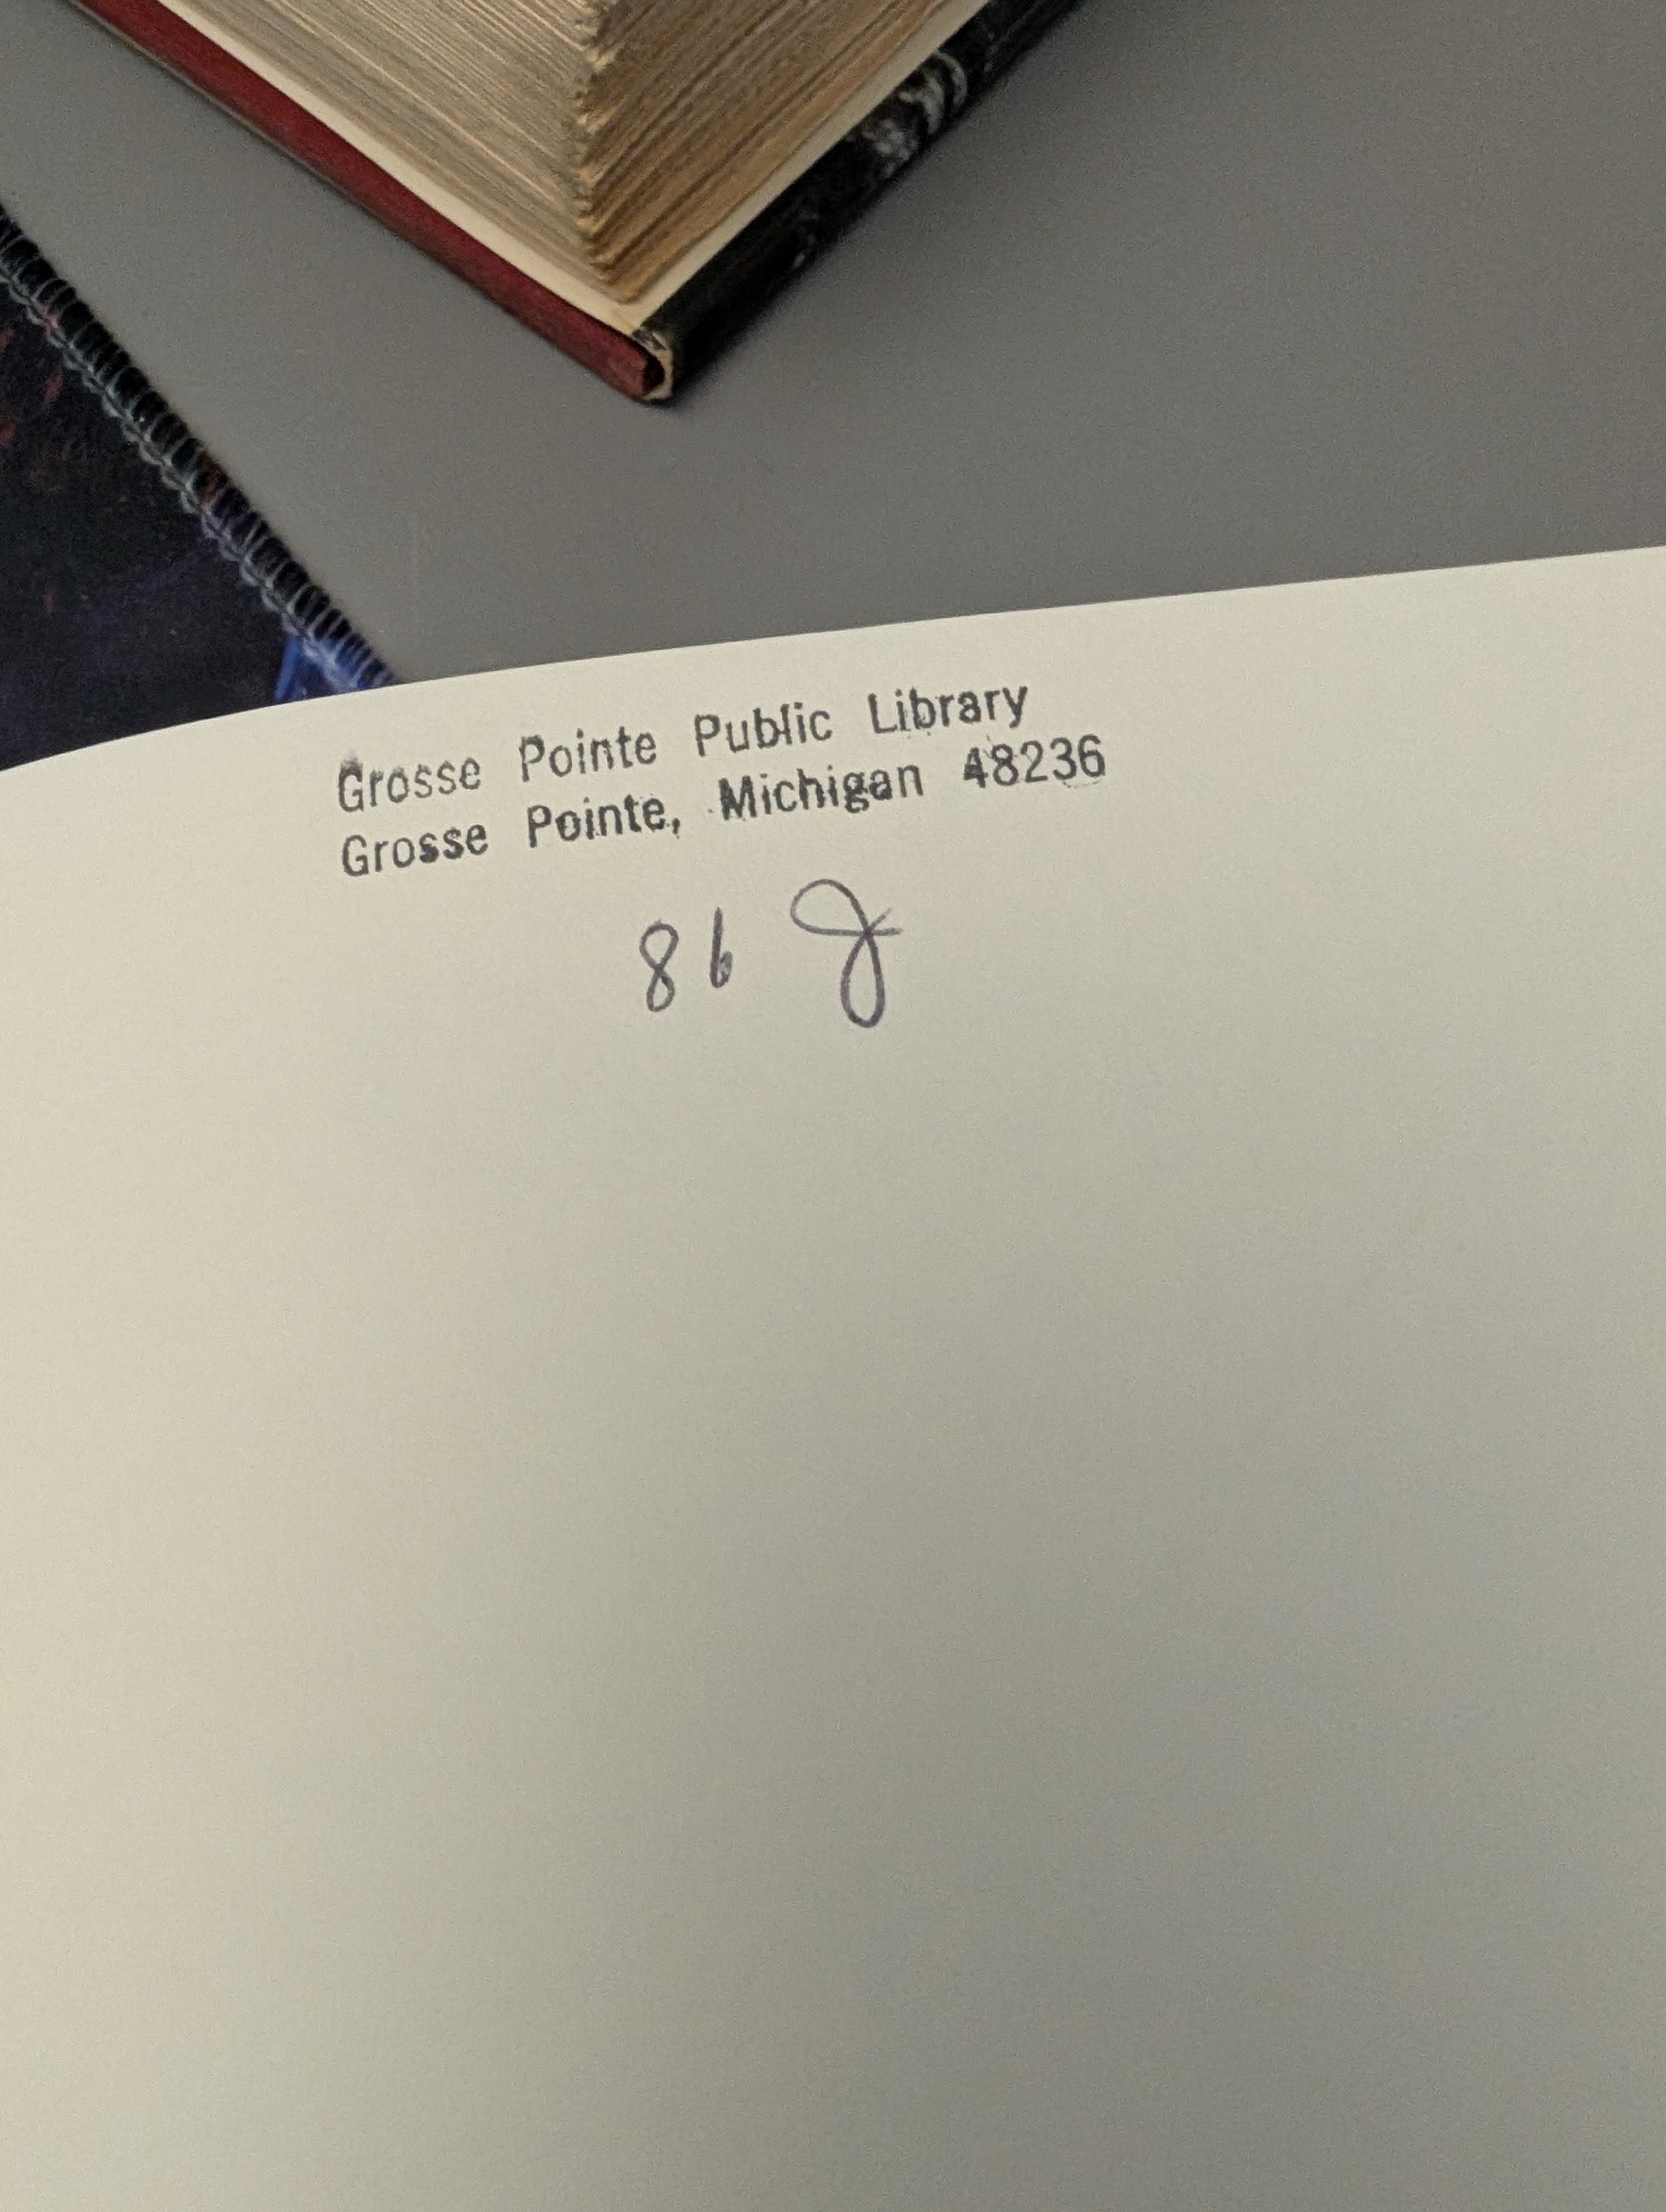 Grosse Pointe Public Library
Grosse Pointe, Michigan 48236
86 J